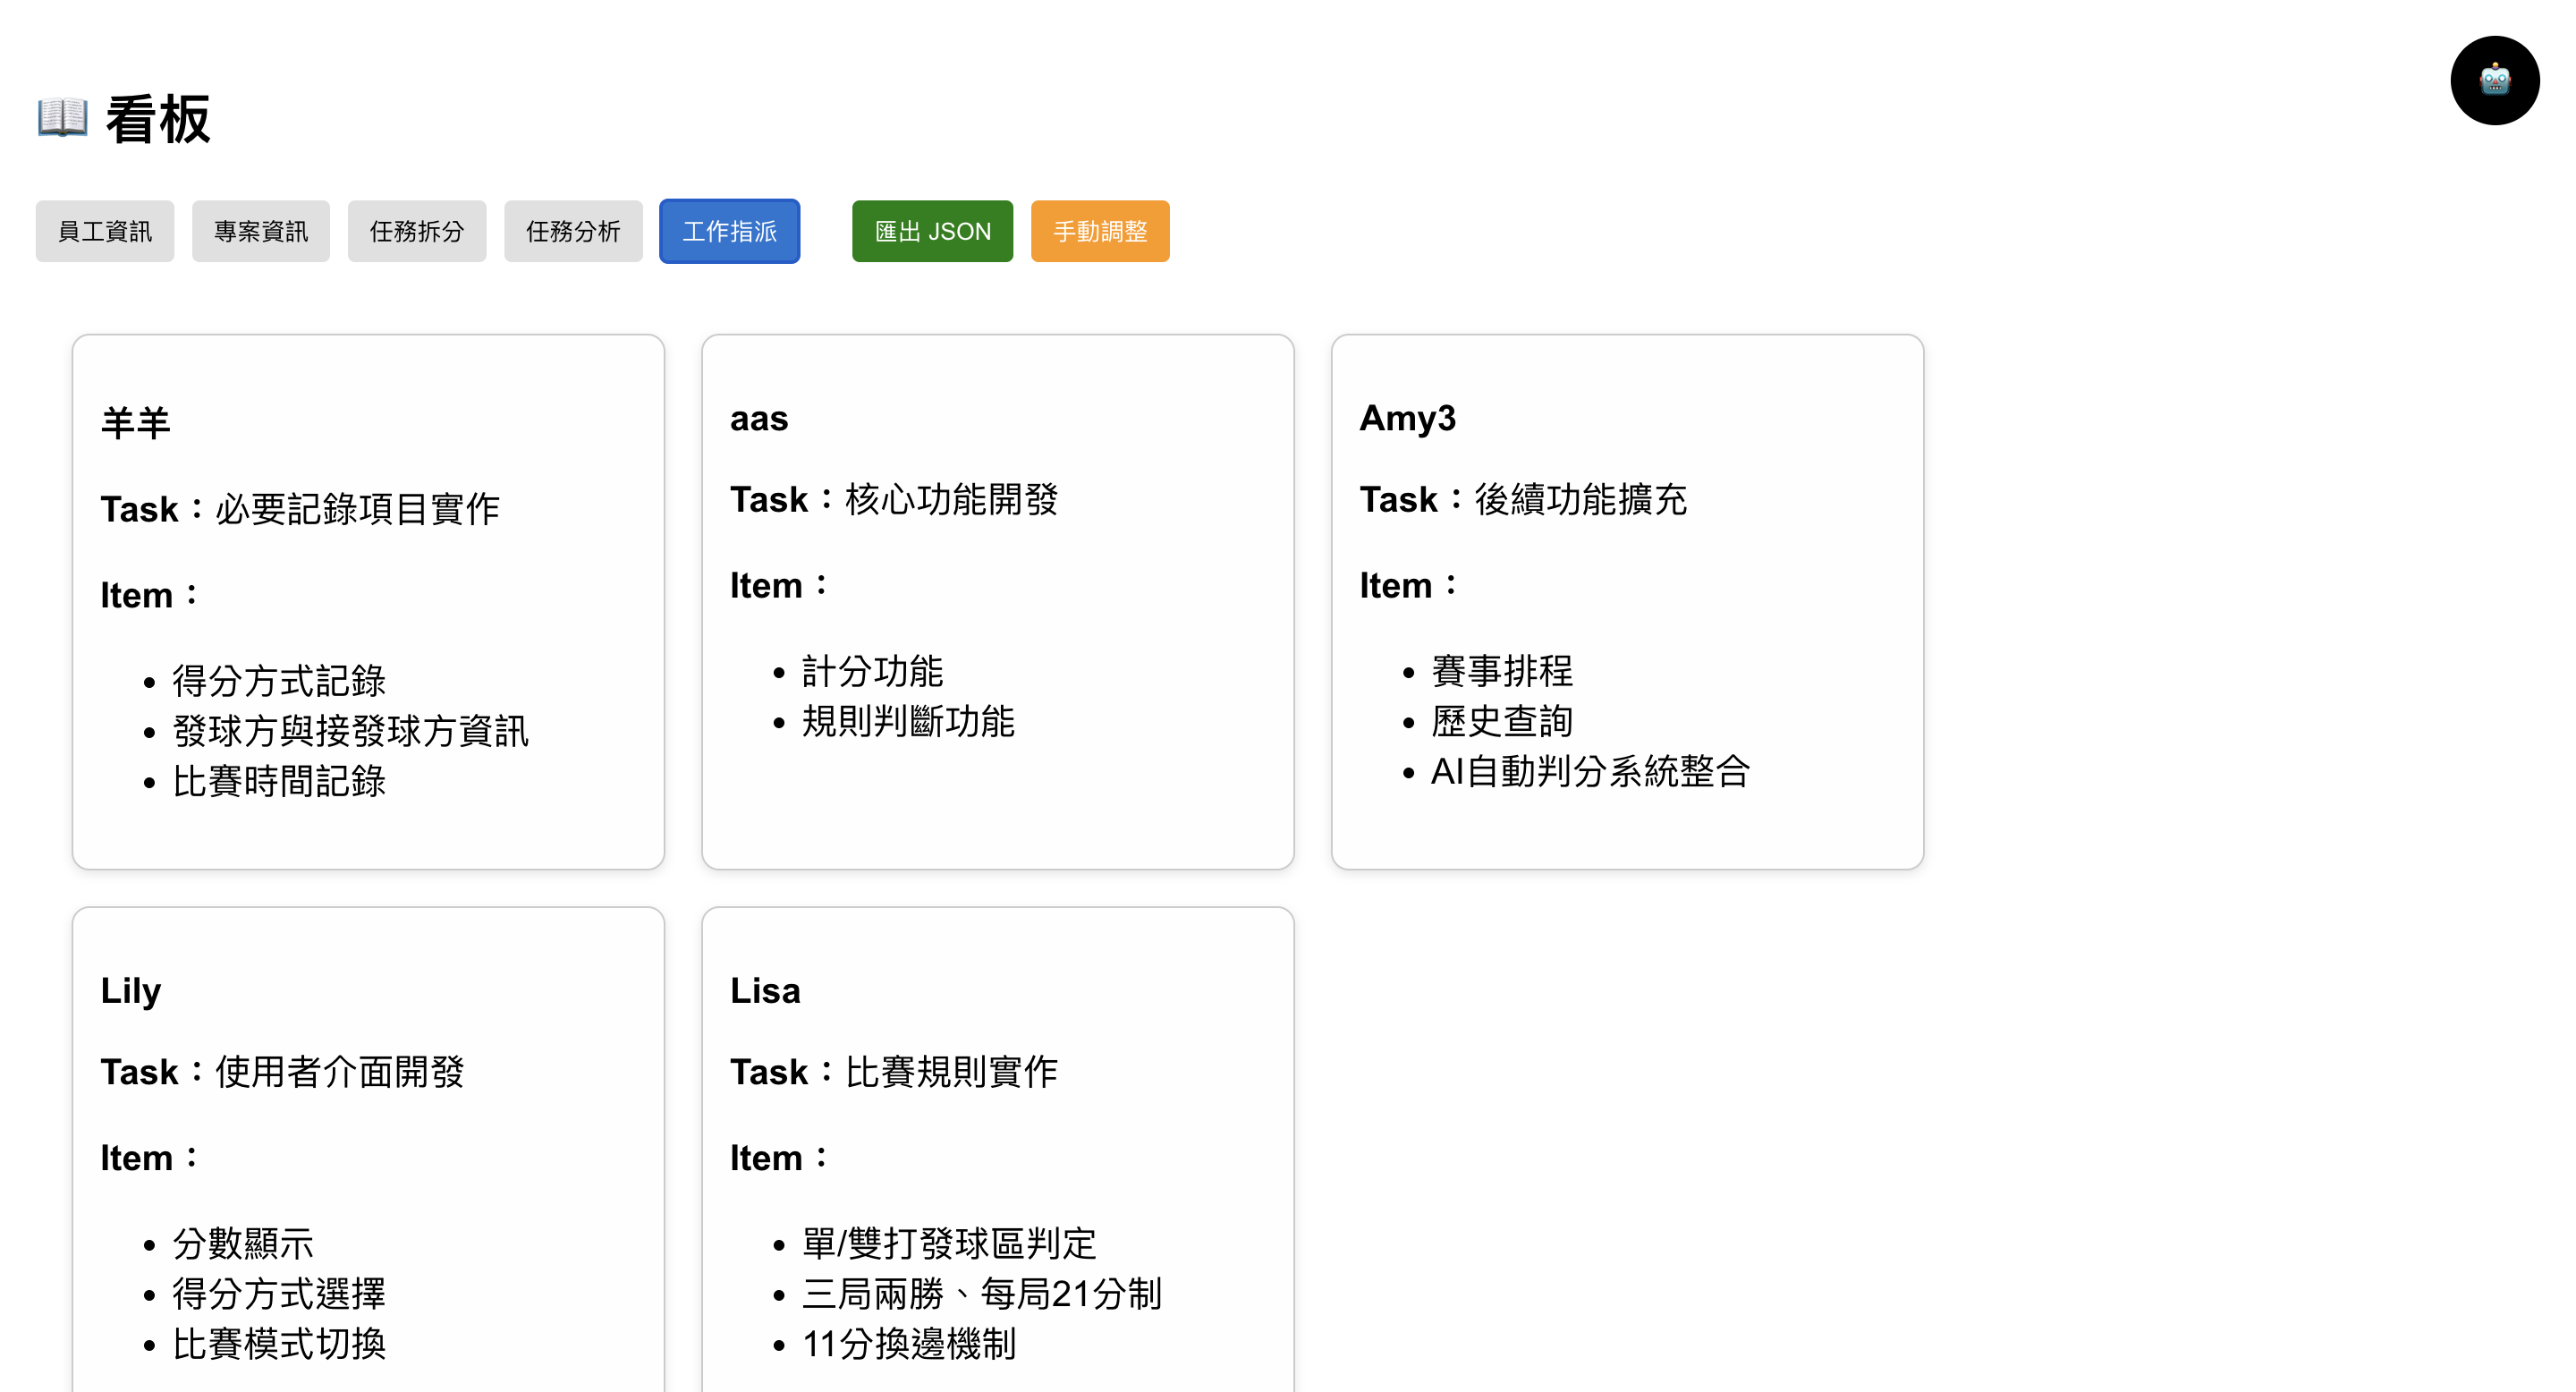 看板
員工資訊 專案資訊 任務拆分 任務分析 工作指派 匯出 JSON 手動調整
羊羊
Task：必要記錄項目實作
Item：
得分方式記錄
發球方與接發球方資訊
比賽時間記錄
aas
Task：核心功能開發
Item：
計分功能
規則判斷功能
Amy3
Task：後續功能擴充
Item：
賽事排程
歷史查詢
AI自動判分系統整合
Lily
Task：使用者介面開發
Item：
分數顯示
得分方式選擇
比賽模式切換
Lisa
Task：比賽規則實作
Item：
單/雙打發球區判定
三局兩勝、每局21分制
11分換邊機制